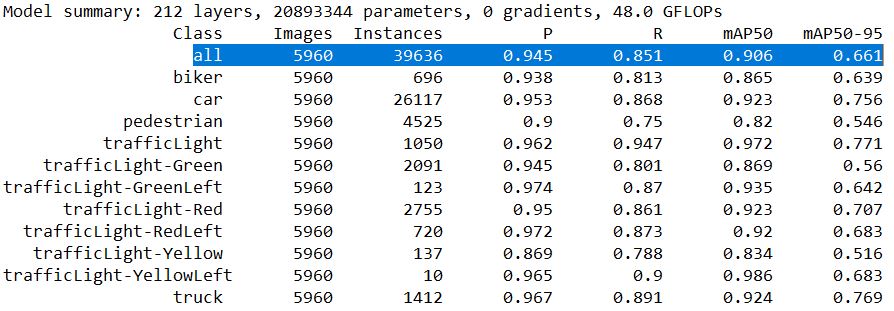 Model summary: 212 layers, 20893344 parameters, 0 gradients, 48.0 GFLOPs
Class Images Instances P R mAP50 mAP50-95
all 5960 39636 0.945 0.851 0.906 0.661
biker 5960 696 0.938 0.813 0.865 0.639
car 5960 26117 0.953 0.868 0.923 0.756
pedestrian 5960 4525 0.9 0.75 0.82 0.546
trafficLight 5960 1050 0.962 0.947 0.972 0.771
trafficLight-Green 5960 2091 0.945 0.801 0.869 0.56
trafficLight-GreenLeft 5960 123 0.974 0.87 0.935 0.642
trafficLight-Red 5960 2755 0.95 0.861 0.923 0.707
trafficLight-RedLeft 5960 720 0.972 0.873 0.92 0.683
trafficLight-Yellow 5960 137 0.869 0.788 0.834 0.516
trafficLight-YellowLeft 5960 10 0.965 0.9 0.986 0.683
truck 5960 1412 0.967 0.891 0.924 0.769